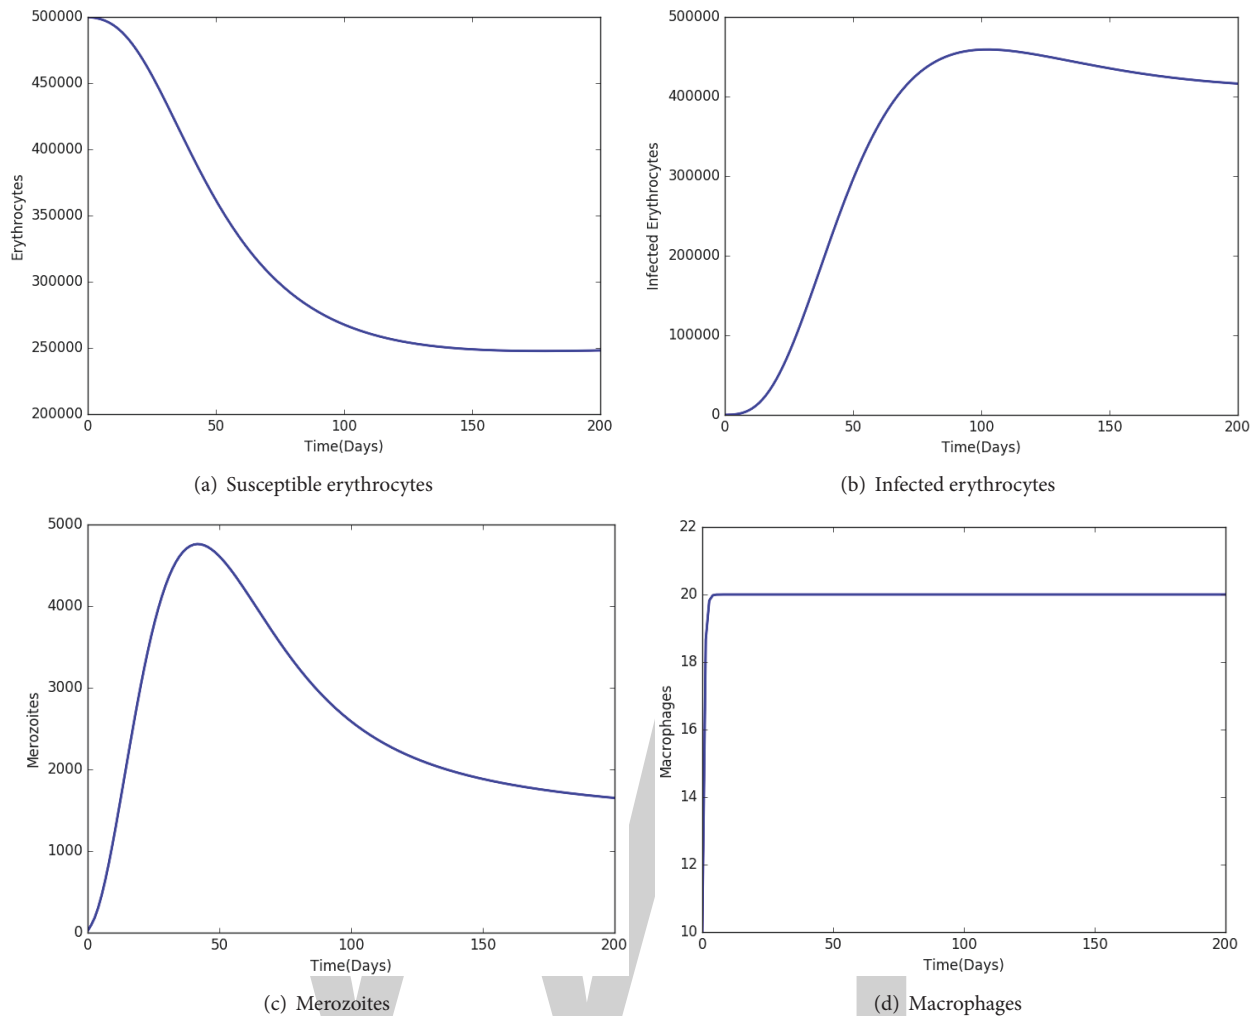 500000
450000
400000
350000
300000
250000
200000
Erythrocytes
0 50 100 150 200
Time(Days)
(a) Susceptible erythrocytes
500000
400000
300000
200000
100000
0
Infected Erythrocytes
0 50 100 150 200
Time(Days)
(b) Infected erythrocytes
5000
4000
3000
2000
1000
0
Merozoites
0 50 100 150 200
Time(Days)
(c) Merozoites
22
20
18
16
14
12
10
Macrophages
0 50 100 150 200
Time(Days)
(d) Macrophages